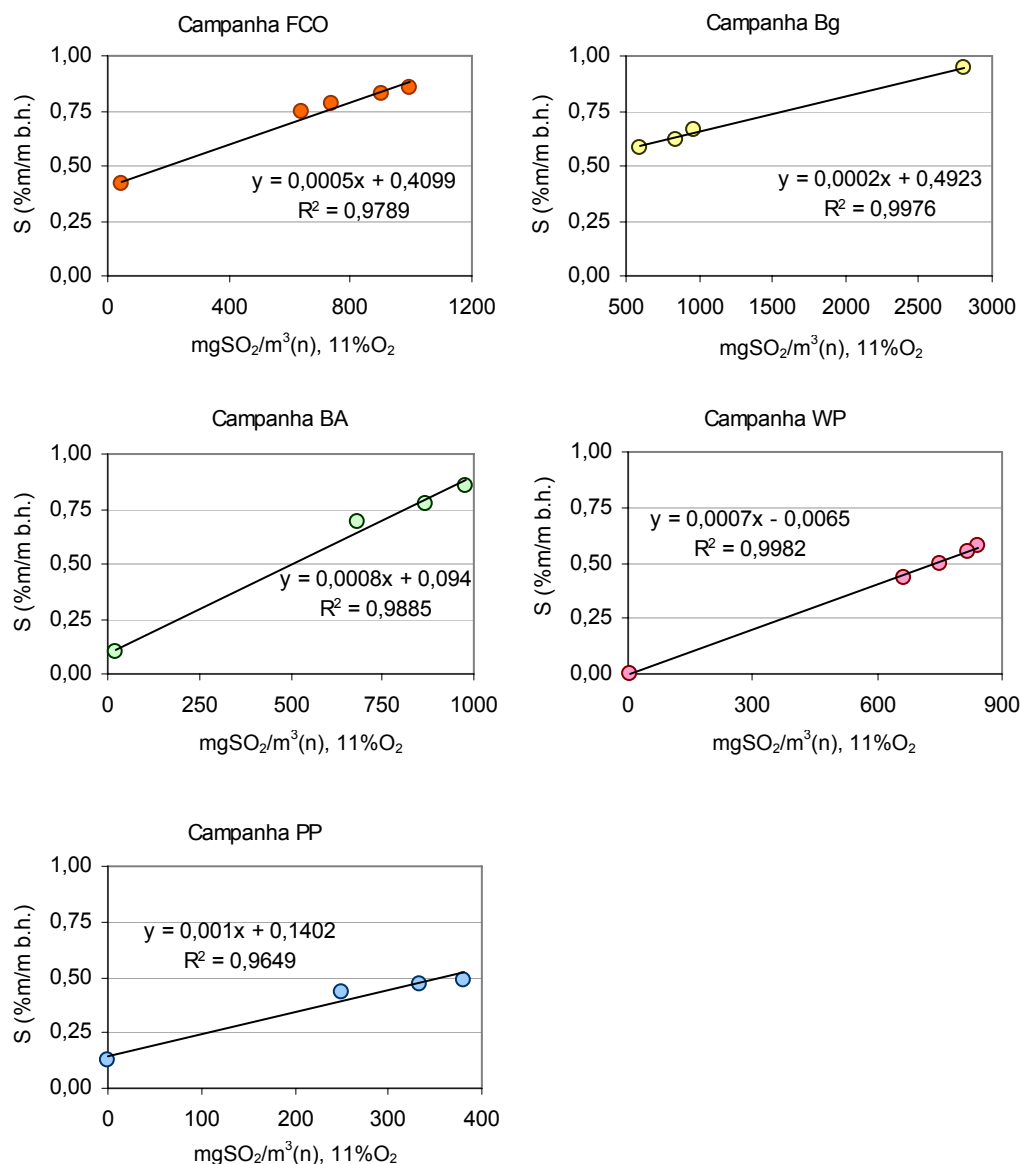 Campanha FCO
1,00
0,75
0,50
0,25
0,00
S (%m/m b.h.)
y = 0,0005x + 0,4099
R² = 0,9789
0 400 800 1200
mgSO₂/m³(n), 11%O₂
Campanha Bg
1,00
0,75
0,50
0,25
0,00
S (%m/m b.h.)
y = 0,0002x + 0,4923
R² = 0,9976
500 1000 1500 2000 2500 3000
mgSO₂/m³(n), 11%O₂
Campanha BA
1,00
0,75
0,50
0,25
0,00
S (%m/m b.h.)
y = 0,0008x + 0,094
R² = 0,9885
0 250 500 750 1000
mgSO₂/m³(n), 11%O₂
Campanha WP
1,00
0,75
0,50
0,25
0,00
S (%m/m b.h.)
y = 0,0007x - 0,0065
R² = 0,9982
0 300 600 900
mgSO₂/m³(n), 11%O₂
Campanha PP
1,00
0,75
0,50
0,25
0,00
S (%m/m b.h.)
y = 0,001x + 0,1402
R² = 0,9649
0 100 200 300 400
mgSO₂/m³(n), 11%O₂